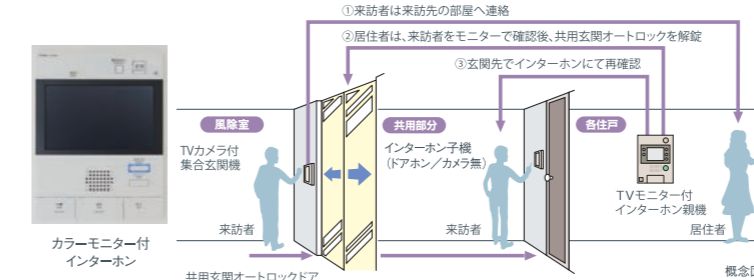 ①来訪者は来訪先の部屋へ連絡
②居住者は、来訪者をモニターで確認後、共用玄関オートロックを解錠
③玄関先でインターホンにて再確認
風除室
共用部分
各住戸
TVカメラ付
集合玄関機
インターホン子機
(ドアホン/カメラ無)
TVモニター付
インターホン親機
来訪者
来訪者
居住者
カラーモニター付
インターホン
共用玄関オートロックドア
概念